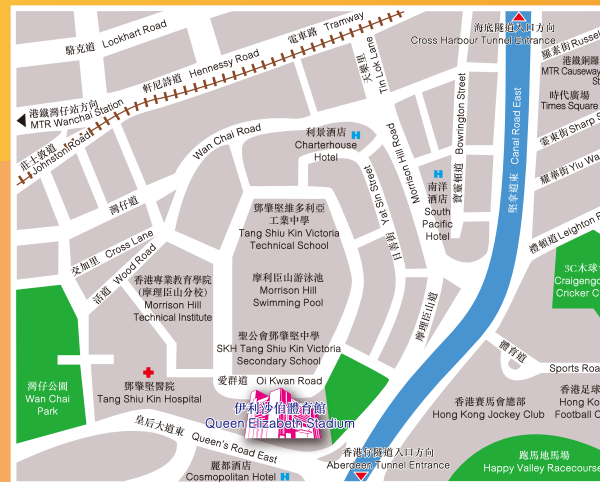 駱克道 Lockhart Road
電車路 Tramway
軒尼詩道 Hennessy Road
天樂里 Tin Lok Lane
海底隧道入口方向
Cross Harbour Tunnel Entrance
羅素街 Russel
港鐵銅鑼
MTR Causeway
時代廣場
Times Square
霎東街 Sharp S
耀華街 Yiu Wa
禮頓道 Leighton R
港鐵灣仔站方向
MTR Wanchai Station
莊士敦道
Johnston Road
Wan Chai Road
灣仔道
利景酒店
Charterhouse
Hotel
Morrison Hill Road
摩理臣山道
Bowrington Street
寶靈頓道
堅拿道東 Canal Road East
南洋
酒店
South
Pacific
Hotel
Yat Sin Street
日善街
鄧肇堅維多利亞
工業中學
Tang Shiu Kin Victoria
Technical School
交加里 Cross Lane
活道 Wood Road
香港專業教育學院
(摩理臣山分校)
Morrison Hill
Technical Institute
摩利臣山游泳池
Morrison Hill
Swimming Pool
聖公會鄧肇堅中學
SKH Tang Shiu Kin Victoria
Secondary School
木球會
Craigengo
Cricker C
體育道
Sports Roa
灣仔公園
Wan Chai
Park
鄧肇堅醫院
Tang Shiu Kin Hospital
愛群道 Oi Kwan Road
伊利沙伯體育館
Queen Elizabeth Stadium
皇后大道東 Queen's Road East
麗都酒店
Cosmopolitan Hotel
香港仔隧道入口方向
Aberdeen Tunnel Entrance
香港賽馬會總部
Hong Kong Jockey Club
香港足球
Hong Ko
Football C
跑馬地馬場
Happy Valley Racecourse